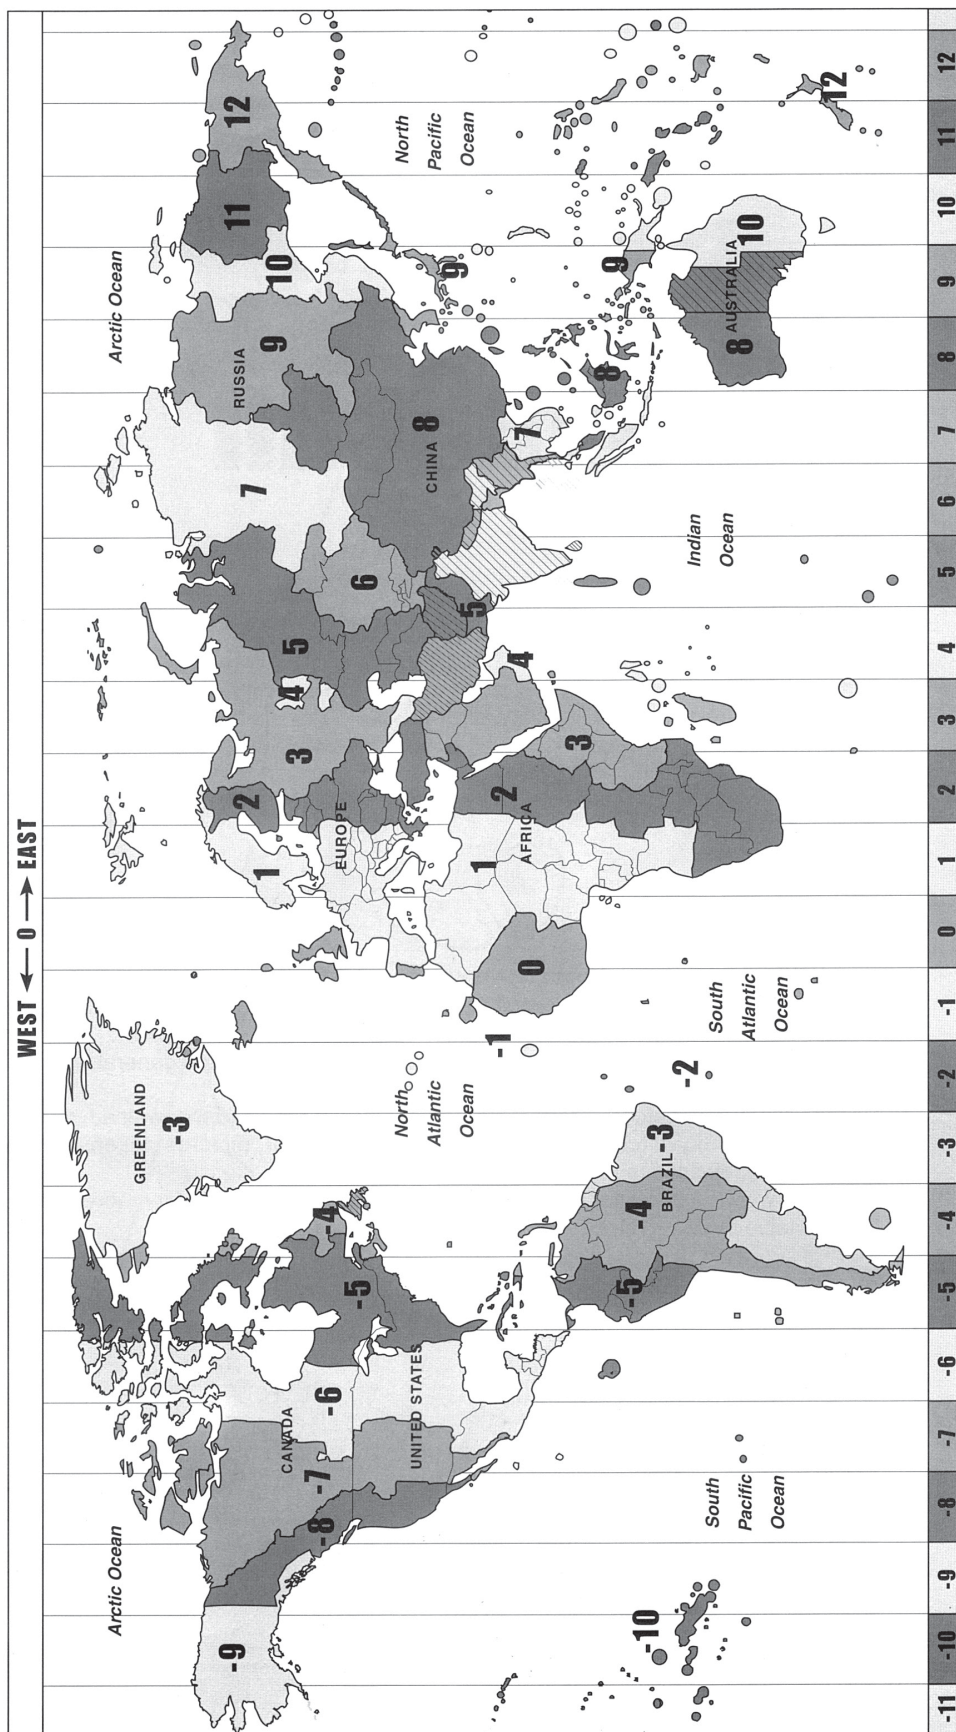 WEST ← 0 → EAST
Arctic Ocean
Arctic Ocean
GREENLAND
-3
RUSSIA
12
11
10
9
7
5
4
3
2
1
-9
-8
-7
CANADA
-6
-5
-4
EUROPE
6
CHINA
8
9
UNITED STATES
North
Atlantic
Ocean
North
Pacific
Ocean
-1
0
1
2
AFRICA
3
4
5
7
8
9
-10
-5
-4
BRAZIL
-3
-2
South
Pacific
Ocean
South
Atlantic
Ocean
Indian
Ocean
8
AUSTRALIA
10
12
-11 -10 -9 -8 -7 -6 -5 -4 -3 -2 -1 0 1 2 3 4 5 6 7 8 9 10 11 12